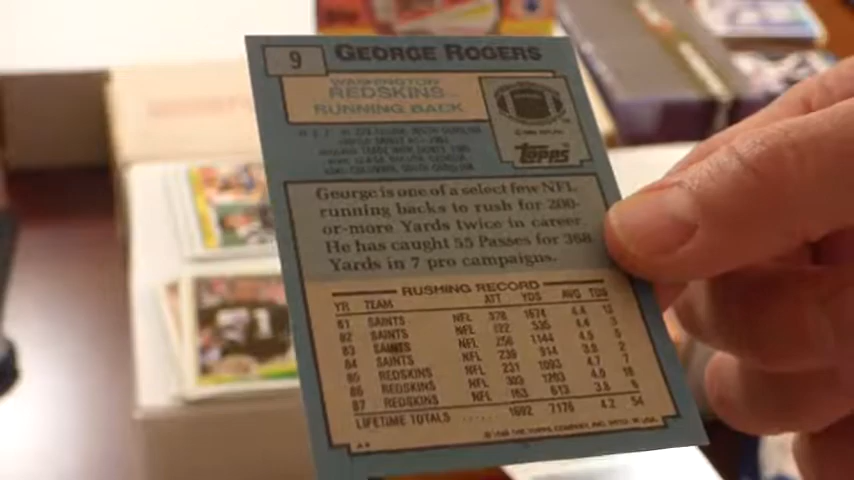 9
GEORGE ROGERS
WASHINGTON
REDSKINS
RUNNING BACK
Topps
George is one of a select few NFL
running backs to rush for 200-
or-more Yards twice in career.
He has caught 55 Passes for 368
Yards in 7 pro campaigns.
RUSHING RECORD
YR TEAM ATT YDS AVG TDS
81 SAINTS NFL 378 1674 4.4 13
82 SAINTS NFL 122 535 4.4 3
83 SAINTS NFL 256 1144 4.5 5
84 SAINTS NFL 239 914 3.8 2
85 REDSKINS NFL 231 1093 4.7 7
86 REDSKINS NFL 303 1203 4.0 18
87 REDSKINS NFL 163 613 3.8 6
LIFETIME TOTALS 1692 7176 4.2 54